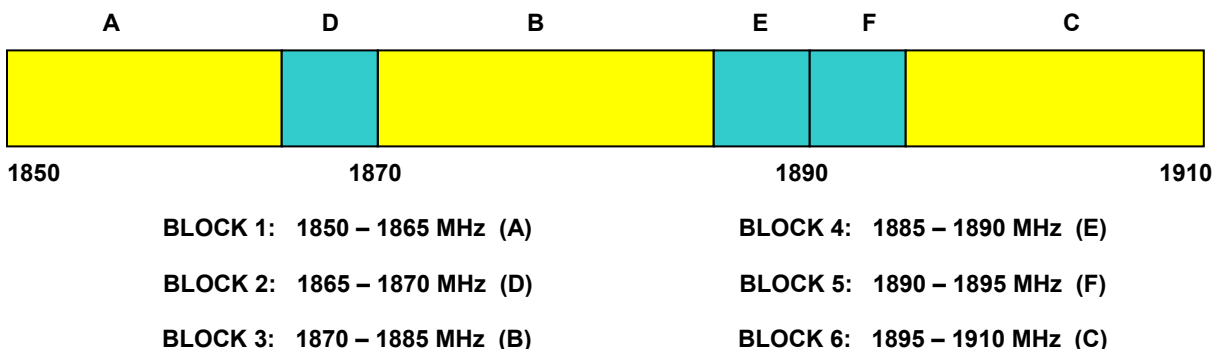 A D B E F C
1850 1870 1890 1910
BLOCK 1: 1850 – 1865 MHz (A) BLOCK 4: 1885 – 1890 MHz (E)
BLOCK 2: 1865 – 1870 MHz (D) BLOCK 5: 1890 – 1895 MHz (F)
BLOCK 3: 1870 – 1885 MHz (B) BLOCK 6: 1895 – 1910 MHz (C)